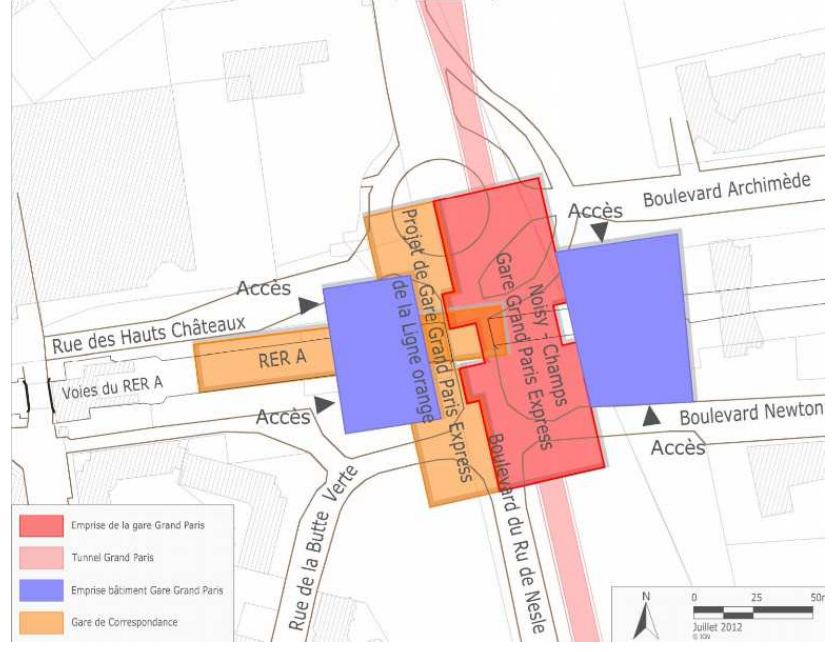 Boulevard Archimède
Accès
Projet de Gare Grand Paris Express
de la Ligne orange
Noisy - Champs
Gare Grand Paris Express
Accès
Rue des Hauts Châteaux
RER A
Voies du RER A
Accès
Boulevard Newton
Accès
Boulevard du Ru de Nesle
Rue de la Butte Verte
Emprise de la gare Grand Paris
Tunnel Grand Paris
Emprise bâtiment Gare Grand Paris
Gare de Correspondance
N
0 25 50m
Juillet 2012